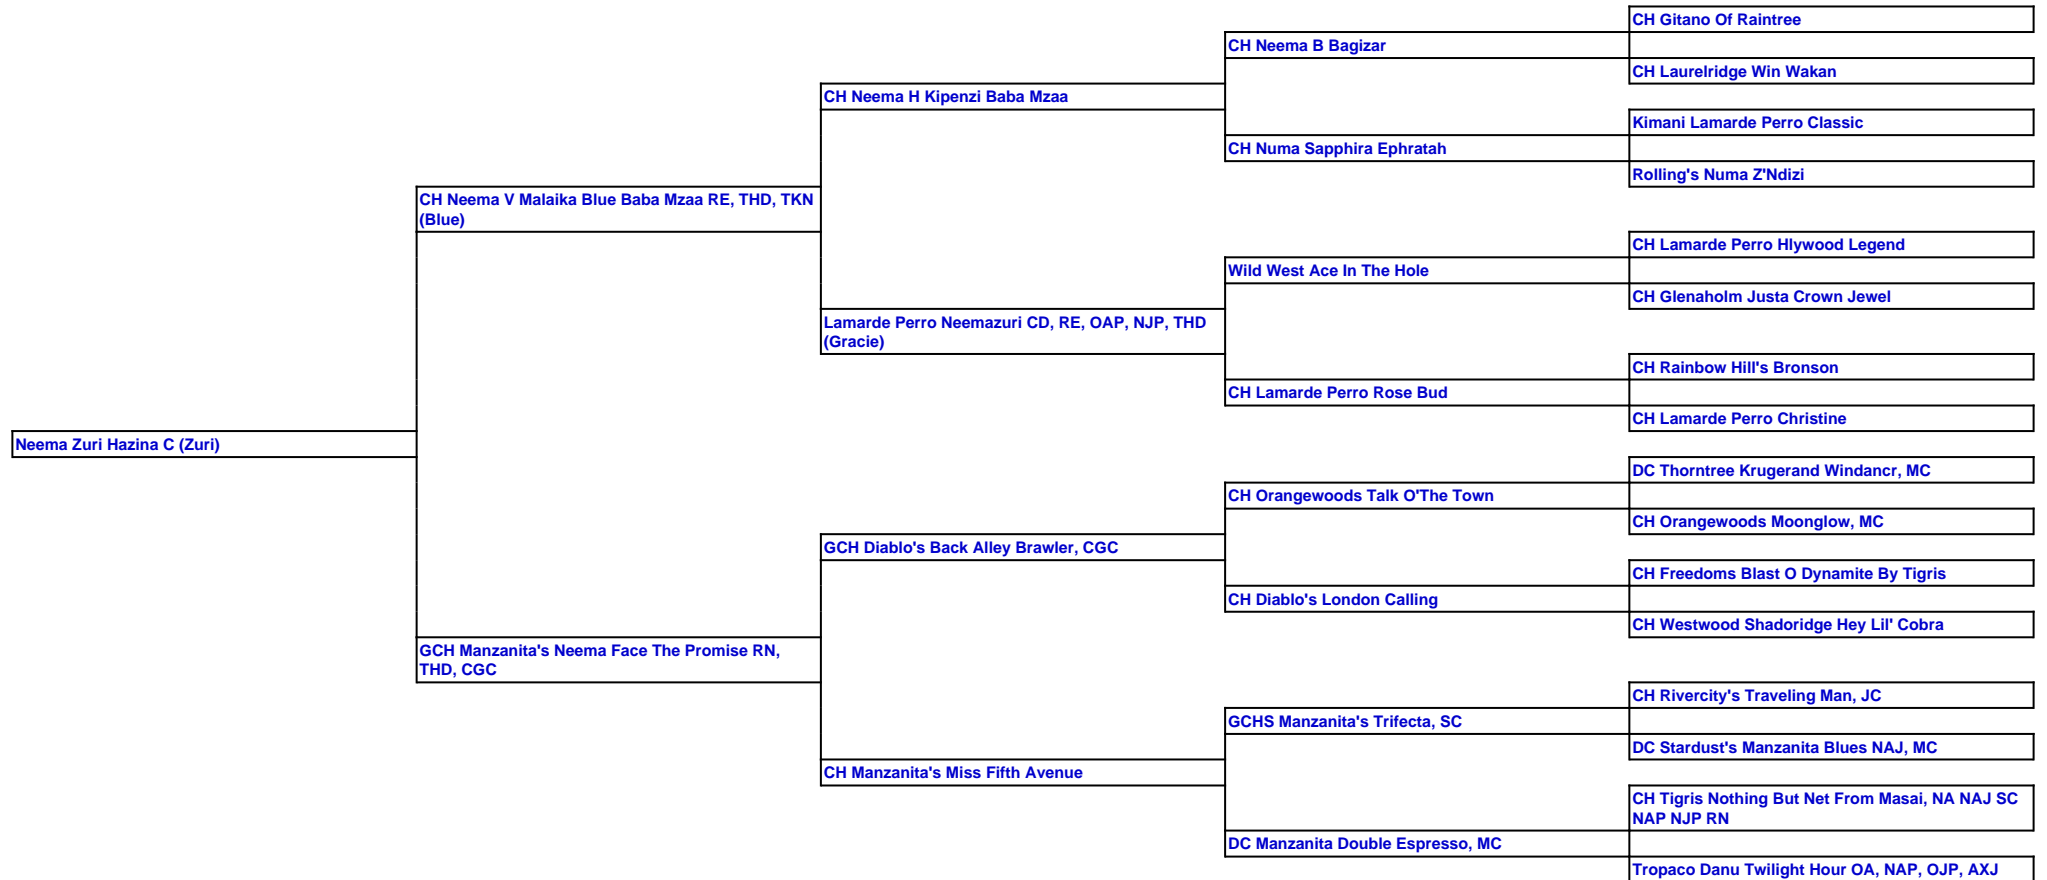 CH Gitano Of Raintree
CH Neema B Bagizar
CH Laurelridge Win Wakan
CH Neema H Kipenzi Baba Mzaa
Kimani Lamarde Perro Classic
CH Numa Sapphira Ephratah
Rolling's Numa Z'Ndizi
CH Neema V Malaika Blue Baba Mzaa RE, THD, TKN
(Blue)
CH Lamarde Perro Hlywood Legend
Wild West Ace In The Hole
CH Glenaholm Justa Crown Jewel
Lamarde Perro Neemazuri CD, RE, OAP, NJP, THD
(Gracie)
CH Rainbow Hill's Bronson
CH Lamarde Perro Rose Bud
CH Lamarde Perro Christine
Neema Zuri Hazina C (Zuri)
DC Thorntree Krugerand Windancr, MC
CH Orangewoods Talk O'The Town
CH Orangewoods Moonglow, MC
GCH Diablo's Back Alley Brawler, CGC
CH Freedoms Blast O Dynamite By Tigris
CH Diablo's London Calling
CH Westwood Shadoridge Hey Lil' Cobra
GCH Manzanita's Neema Face The Promise RN,
THD, CGC
CH Rivercity's Traveling Man, JC
GCHS Manzanita's Trifecta, SC
DC Stardust's Manzanita Blues NAJ, MC
CH Manzanita's Miss Fifth Avenue
CH Tigris Nothing But Net From Masai, NA NAJ SC
NAP NJP RN
DC Manzanita Double Espresso, MC
Tropaco Danu Twilight Hour OA, NAP, OJP, AXJ